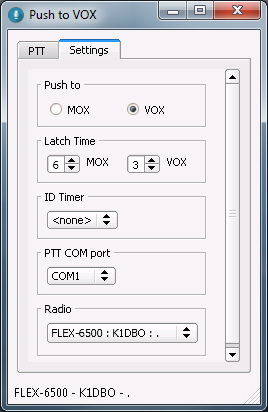 Push to VOX
PTT Settings
Push to
MOX VOX
Latch Time
6 MOX 3 VOX
ID Timer
<none>
PTT COM port
COM1
Radio
FLEX-6500 : K1DBO : .
FLEX-6500 - K1DBO - .